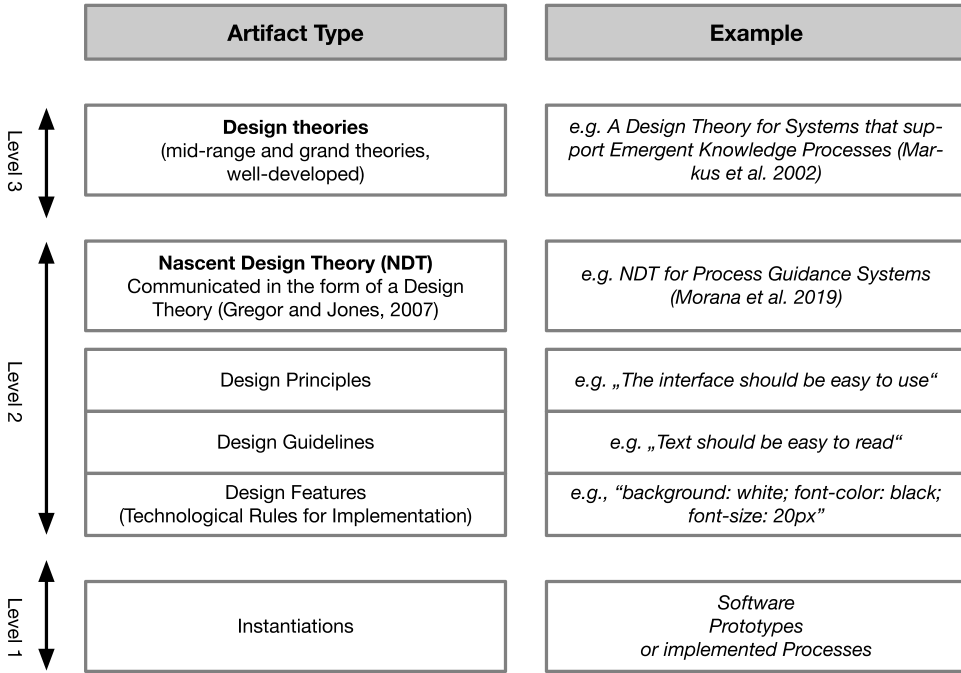 Artifact Type
Example
Level 3
Design theories
(mid-range and grand theories,
well-developed)
e.g. A Design Theory for Systems that sup-
port Emergent Knowledge Processes (Mar-
kus et al. 2002)
Level 2
Nascent Design Theory (NDT)
Communicated in the form of a Design
Theory (Gregor and Jones, 2007)
e.g. NDT for Process Guidance Systems
(Morana et al. 2019)
Design Principles
e.g. „The interface should be easy to use“
Design Guidelines
e.g. „Text should be easy to read“
Design Features
(Technological Rules for Implementation)
e.g., “background: white; font-color: black;
font-size: 20px”
Level 1
Instantiations
Software
Prototypes
or implemented Processes